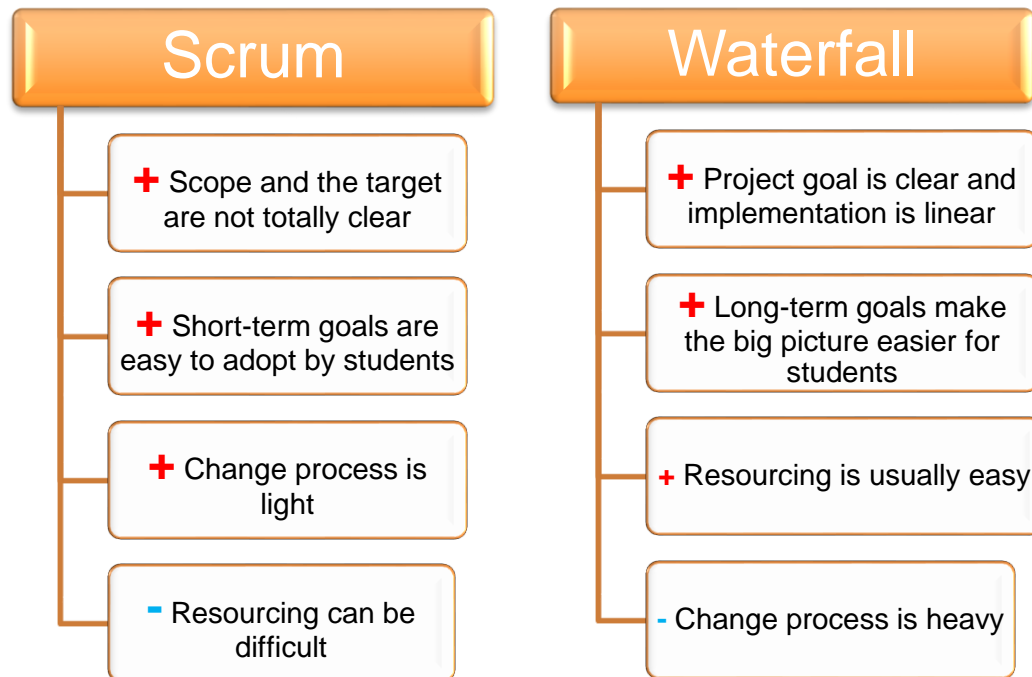 Scrum
+ Scope and the target
are not totally clear
+ Short-term goals are
easy to adopt by students
+ Change process is
light
- Resourcing can be
difficult
Waterfall
+ Project goal is clear and
implementation is linear
+ Long-term goals make
the big picture easier for
students
+ Resourcing is usually easy
- Change process is heavy